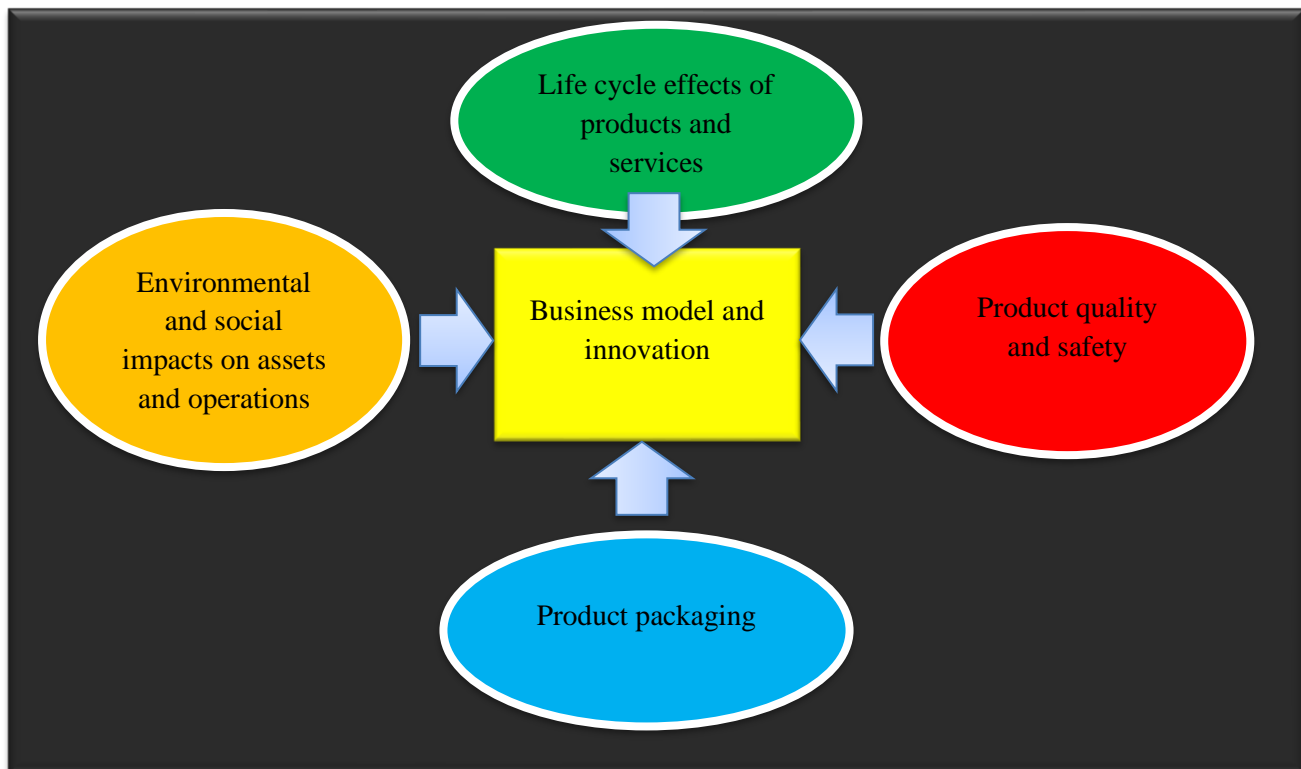 Life cycle effects of
products and
services
Environmental
and social
impacts on assets
and operations
Business model and
innovation
Product quality
and safety
Product packaging